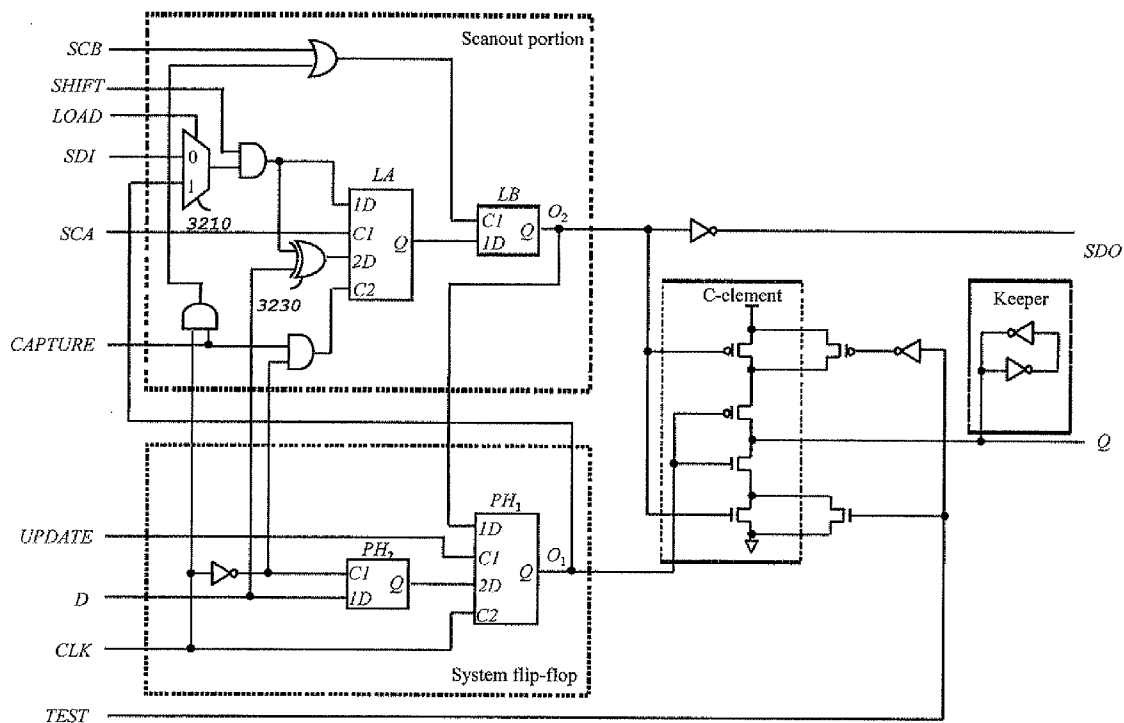 Scanout portion
SCB
SHIFT
LOAD
SDI
0
1
3210
SCA
3230
CAPTURE
LA
1D
C1
2D
C2
Q
LB
C1
1D
Q
O2
SDO
C-clement
Keeper
Q
UPDATE
D
CLK
TEST
PH2
C1
1D
Q
PH1
1D
C1
2D
C2
Q
O1
System flip-flop